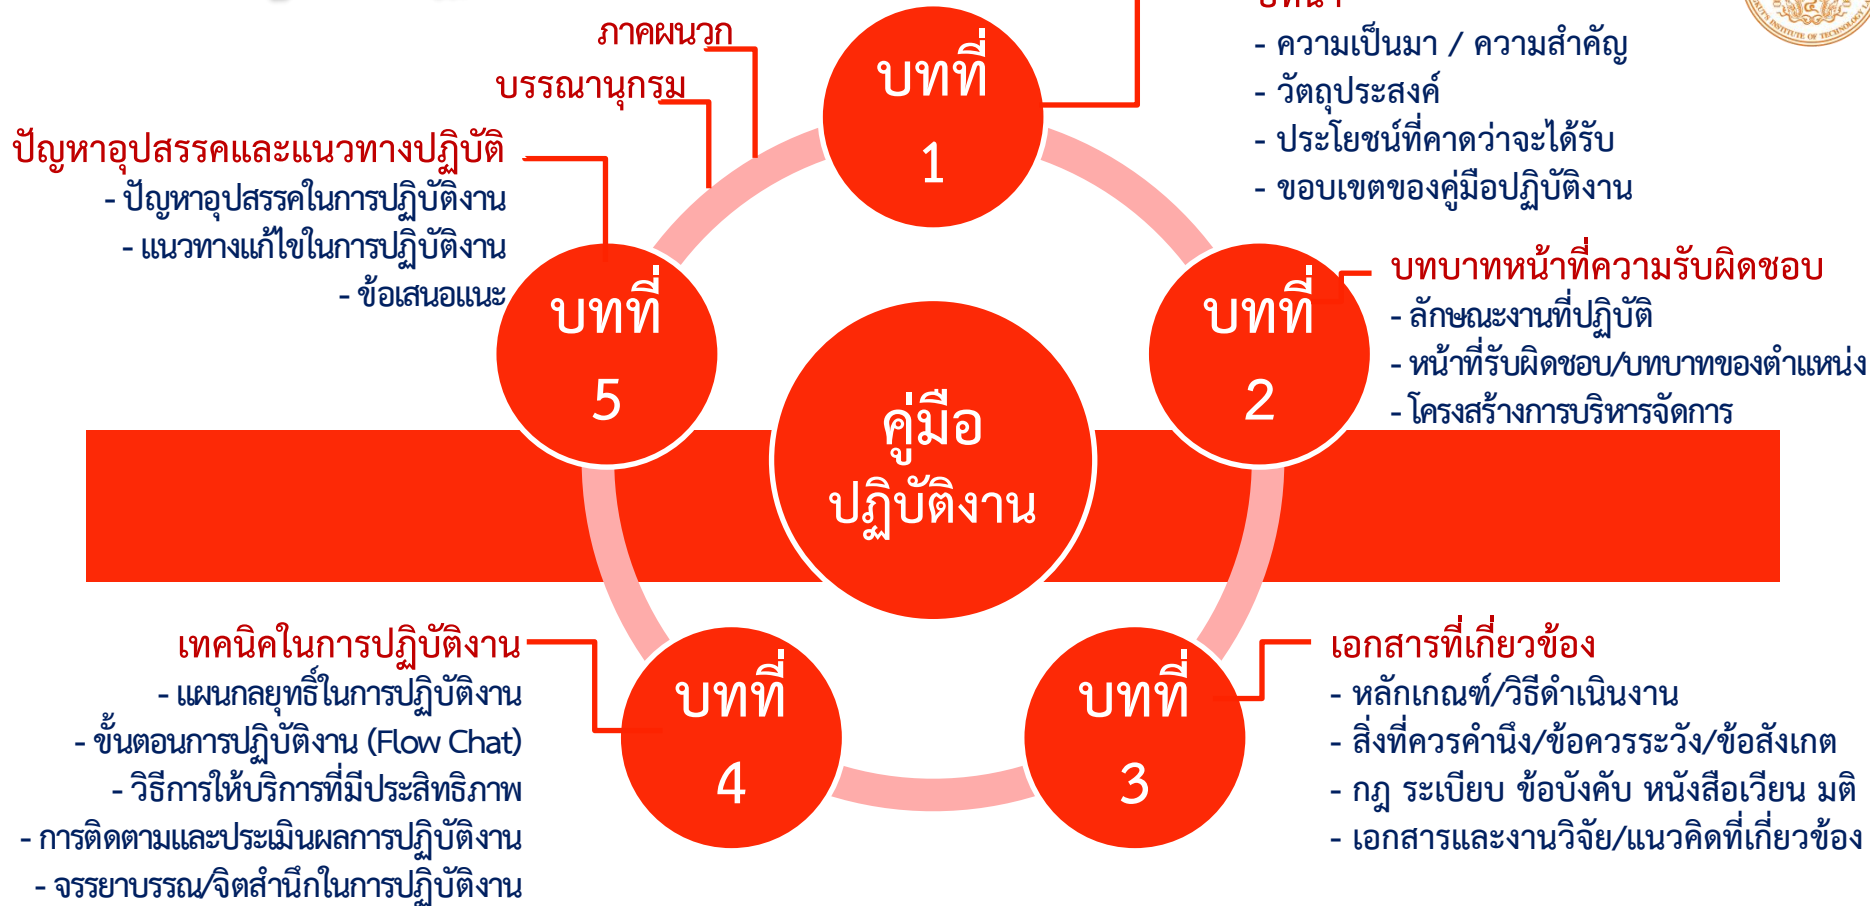 บทนำ
- ความเป็นมา / ความสำคัญ
- วัตถุประสงค์
- ประโยชน์ที่คาดว่าจะได้รับ
- ขอบเขตของคู่มือปฏิบัติงาน
ภาคผนวก
บรรณานุกรม
บทที่
1
ปัญหาอุปสรรคและแนวทางปฏิบัติ
- ปัญหาอุปสรรคในการปฏิบัติงาน
- แนวทางแก้ไขในการปฏิบัติงาน
- ข้อเสนอแนะ
บทที่
5
บทที่
2
บทบาทหน้าที่ความรับผิดชอบ
- ลักษณะงานที่ปฏิบัติ
- หน้าที่รับผิดชอบ/บทบาทของตำแหน่ง
- โครงสร้างการบริหารจัดการ
คู่มือ
ปฏิบัติงาน
เทคนิคในการปฏิบัติงาน
- แผนกลยุทธ์ในการปฏิบัติงาน
- ขั้นตอนการปฏิบัติงาน (Flow Chat)
- วิธีการให้บริการที่มีประสิทธิภาพ
- การติดตามและประเมินผลการปฏิบัติงาน
- จรรยาบรรณ/จิตสำนึกในการปฏิบัติงาน
บทที่
4
บทที่
3
เอกสารที่เกี่ยวข้อง
- หลักเกณฑ์/วิธีดำเนินงาน
- สิ่งที่ควรคำนึง/ข้อควรระวัง/ข้อสังเกต
- กฎ ระเบียบ ข้อบังคับ หนังสือเวียน มติ
- เอกสารและงานวิจัย/แนวคิดที่เกี่ยวข้อง
INSTITUTE OF TECHNOLOGY